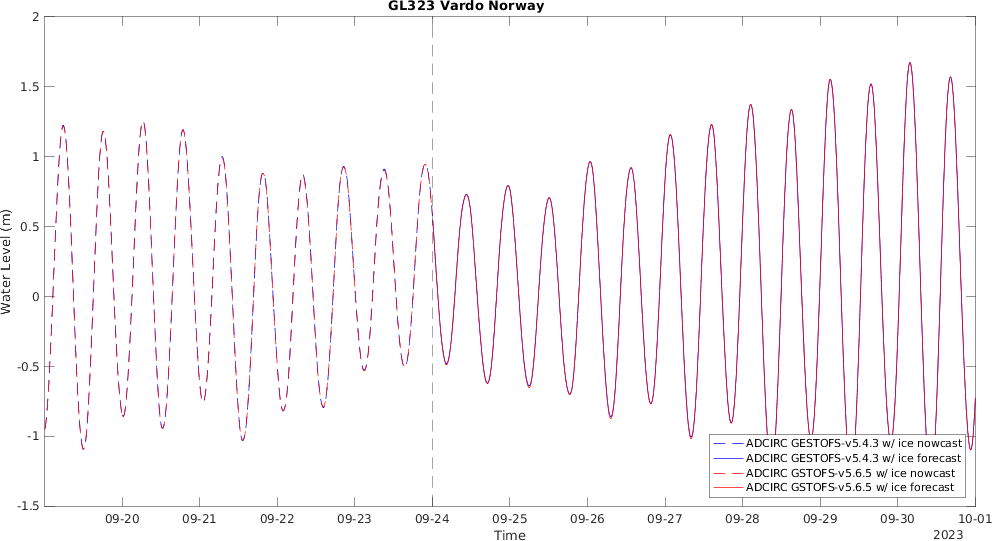 GL323 Vardo Norway
2
1.5
1
0.5
0
-0.5
-1
-1.5
Water Level (m)
ADCIRC GESTOFS-v5.4.3 w/ ice nowcast
ADCIRC GESTOFS-v5.4.3 w/ ice forecast
ADCIRC GSTOFS-v5.6.5 w/ ice nowcast
ADCIRC GSTOFS-v5.6.5 w/ ice forecast
09-20 09-21 09-22 09-23 09-24 09-25 09-26 09-27 09-28 09-29 09-30 10-01
Time
2023